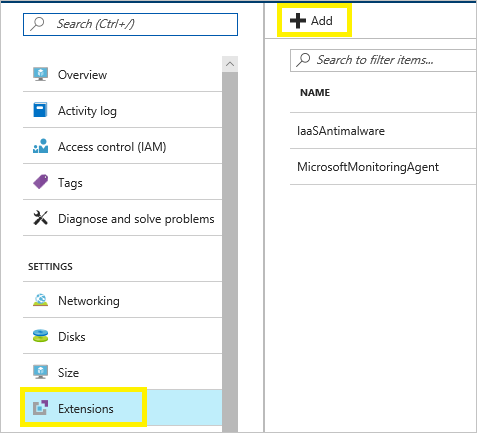 Search (Ctrl+/)
Overview
Activity log
Access control (IAM)
Tags
Diagnose and solve problems
SETTINGS
Networking
Disks
Size
Extensions
Add
Search to filter items...
NAME
IaaSAntimalware
MicrosoftMonitoringAgent